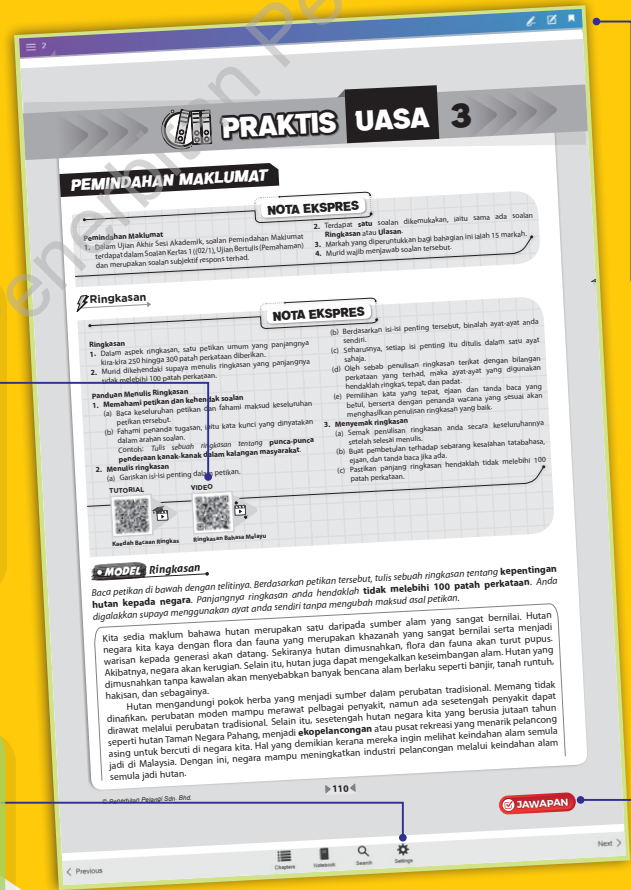 2
PRAKTIS UASA 3
PEMINDAHAN MAKLUMAT
NOTA EKSPRES
Pemindahan Maklumat
1. Dalam Ujian Akhir Sesi Akademik, soalan Pemindahan Maklumat
terdapat dalam Soalan Kertas 1 ((02/1), Ujian Bertulis (Pemahaman)
dan merupakan soalan subjektif respons terhad.
2. Terdapat satu soalan dikemukakan, iaitu sama ada soalan
Ringkasan atau Ulasan.
3. Markah yang diperuntukkan bagi bahagian ini ialah 15 markah.
4. Murid wajib menjawab soalan tersebut.
Ringkasan
NOTA EKSPRES
Ringkasan
1. Dalam aspek ringkasan, satu petikan umum yang panjangnya
kira-kira 250 hingga 300 patah perkataan diberikan.
2. Murid dikehendaki supaya menulis ringkasan yang panjangnya
tidak melebihi 100 patah perkataan.
Panduan Menulis Ringkasan
1. Memahami petikan dan kehendak soalan
(a) Baca keseluruhan petikan dan fahami maksud keseluruhan
petikan tersebut.
(b) Fahami penanda tugasan, iaitu kata kunci yang dinyatakan
dalam arahan soalan.
Contoh: Tulis sebuah ringkasan tentang punca-punca
penderaan kanak-kanak dalam kalangan masyarakat.
2. Menulis ringkasan
(a) Gariskan isi-isi penting dalam petikan.
(b) Berdasarkan isi-isi penting tersebut, binalah ayat-ayat anda
sendiri.
(c) Seharusnya, setiap isi penting itu ditulis dalam satu ayat
sahaja.
(d) Oleh sebab penulisan ringkasan terikat dengan bilangan
perkataan yang terhad, maka ayat-ayat yang digunakan
hendaklah ringkas, tepat, dan padat.
(e) Pemilihan kata yang tepat, ejaan dan tanda baca yang
betul, berserta dengan penanda wacana yang sesuai akan
menghasilkan penulisan ringkasan yang baik.
3. Menyemak ringkasan
(a) Semak penulisan ringkasan anda secara keseluruhannya
setelah selesai menulis.
(b) Buat pembetulan terhadap sebarang kesalahan tatabahasa,
ejaan, dan tanda baca jika ada.
(c) Pastikan panjang ringkasan hendaklah tidak melebihi 100
patah perkataan.
TUTORIAL
VIDEO
Kaedah Bacaan Ringkas
Ringkasan Bahasa Melayu
MODEL Ringkasan
Baca petikan di bawah dengan telitinya. Berdasarkan petikan tersebut, tulis sebuah ringkasan tentang kepentingan
hutan kepada negara. Panjangnya ringkasan anda hendaklah tidak melebihi 100 patah perkataan. Anda
digalakkan supaya menggunakan ayat anda sendiri tanpa mengubah maksud asal petikan.
Kita sedia maklum bahawa hutan merupakan satu daripada sumber alam yang sangat bernilai. Hutan
negara kita kaya dengan flora dan fauna yang merupakan khazanah yang sangat bernilai serta menjadi
warisan kepada generasi akan datang. Sekiranya hutan dimusnahkan, flora dan fauna akan turut pupus.
Akibatnya, negara akan kerugian. Selain itu, hutan juga dapat mengekalkan keseimbangan alam. Hutan yang
dimusnahkan tanpa kawalan akan menyebabkan banyak bencana alam berlaku seperti banjir, tanah runtuh,
hakisan, dan sebagainya.
Hutan mengandungi pokok herba yang menjadi sumber dalam perubatan tradisional. Memang tidak
dinafikan, perubatan moden mampu merawat pelbagai penyakit, namun ada sesetengah penyakit dapat
dirawat melalui perubatan tradisional. Selain itu, sesetengah hutan negara kita yang berusia jutaan tahun
seperti hutan Taman Negara Pahang, menjadi ekopelancongan atau pusat rekreasi yang menarik pelancong
asing untuk bercuti di negara kita. Hal yang demikian kerana mereka ingin melihat keindahan alam semula
jadi di Malaysia. Dengan ini, negara mampu meningkatkan industri pelancongan melalui keindahan alam
semula jadi hutan.
110
© Penerbitan Pelangi Sdn. Bhd.
JAWAPAN
Previous
Chapters
Notebook
Search
Settings
Next